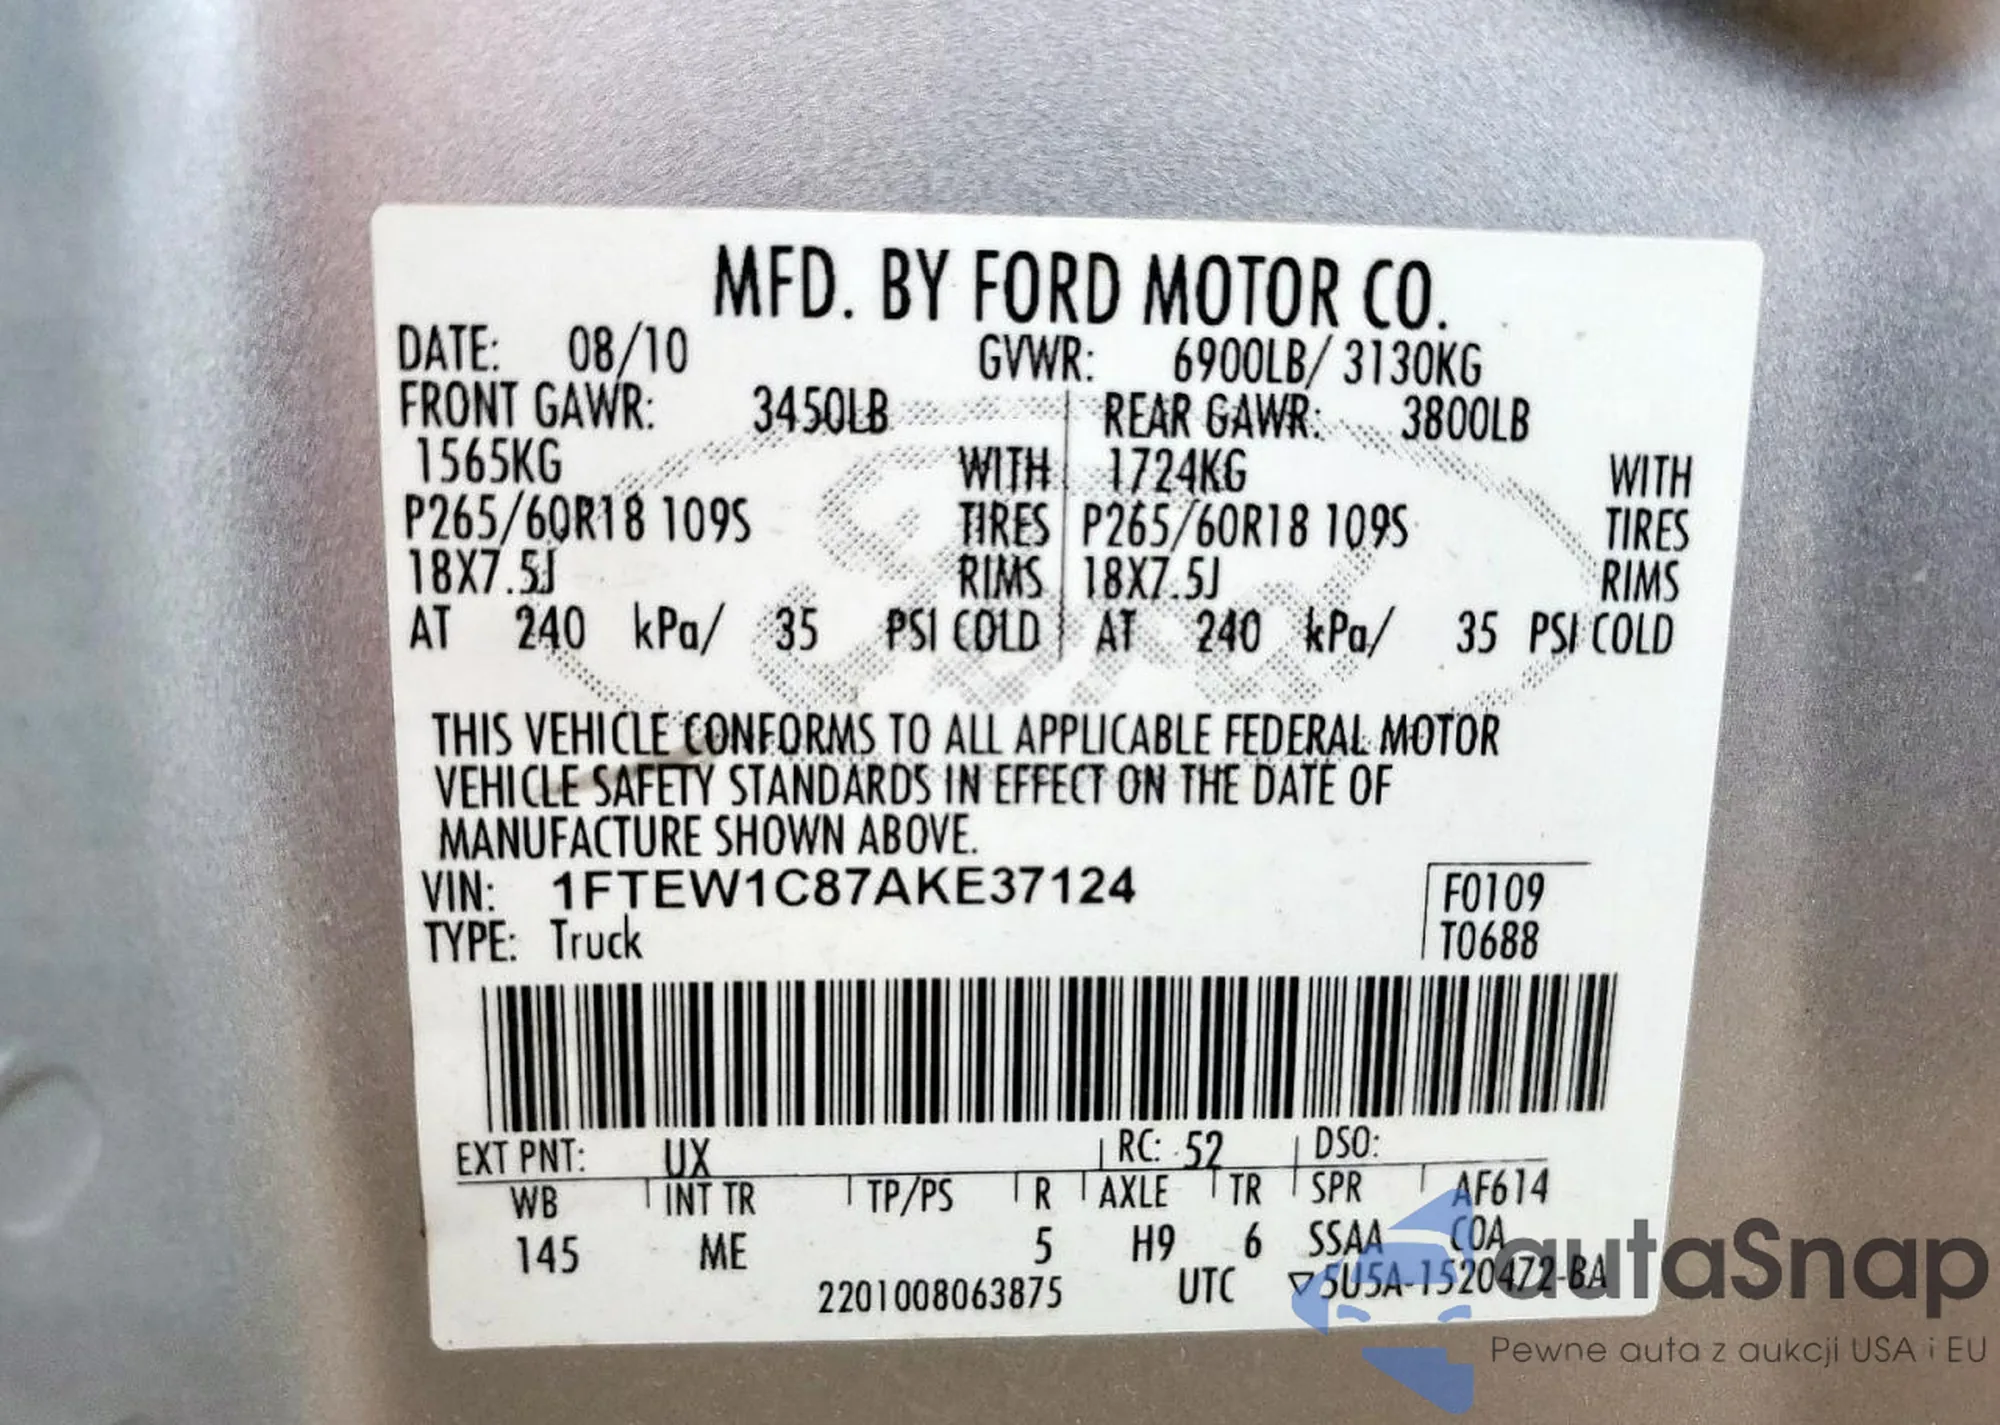 MFD. BY FORD MOTOR CO.
DATE: 08/10 GVWR: 6900LB/ 3130KG
FRONT GAWR: 3450LB REAR GAWR: 3800LB
1565KG WITH 1724KG WITH
P265/60R18 109S TIRES P265/60R18 109S TIRES
18X7.5J RIMS 18X7.5J RIMS
AT 240 kPa/ 35 PSI COLD AT 240 kPa/ 35 PSI COLD
Ford
THIS VEHICLE CONFORMS TO ALL APPLICABLE FEDERAL MOTOR
VEHICLE SAFETY STANDARDS IN EFFECT ON THE DATE OF
MANUFACTURE SHOWN ABOVE.
VIN: 1FTEW1C87AKE37124 F0109
TYPE: Truck T0688
EXT PNT: UX RC: 52 DSO:
WB INT TR TP/PS R AXLE TR SPR AF614
145 ME 5 H9 6 SSAA COA
2201008063875 UTC ▽5U5A-1520472-BA
autaSnap
Pewne auta z aukcji USA i EU